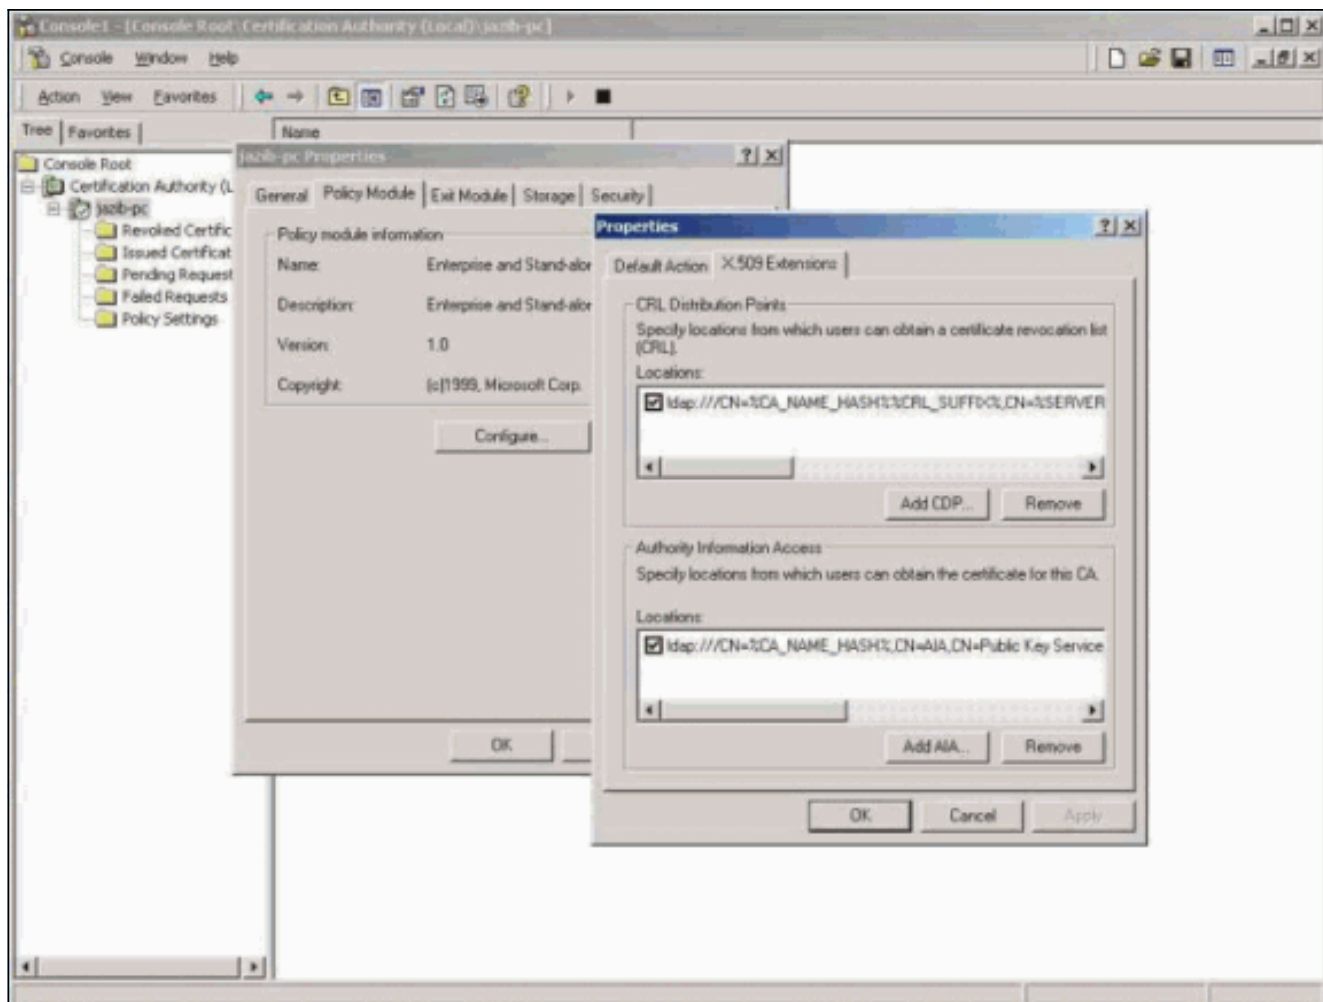 Console1 - [Console Root\Certification Authority (Local)\jazib-pc]
Console Window Help
Action View Favorites
Tree Favorites
Name
Console Root
Certification Authority (L
jazib-pc
Revoked Certific
Issued Certificat
Pending Request
Failed Requests
Policy Settings
jazib-pc Properties
General Policy Module Exit Module Storage Security
Policy module information
Name: Enterprise and Stand-alor
Description: Enterprise and Stand-alor
Version: 1.0
Copyright: (c)1999, Microsoft Corp.
Configure...
OK
Properties
Default Action X.509 Extensions
CRL Distribution Points
Specify locations from which users can obtain a certificate revocation list
(CRL).
Locations:
ldap:///CN=%CA_NAME_HASH%%CRL_SUFFIX%,CN=%SERVER
Add CDP... Remove
Authority Information Access
Specify locations from which users can obtain the certificate for this CA.
Locations:
ldap:///CN=%CA_NAME_HASH%,CN=AIA,CN=Public Key Service
Add AIA... Remove
OK Cancel Apply